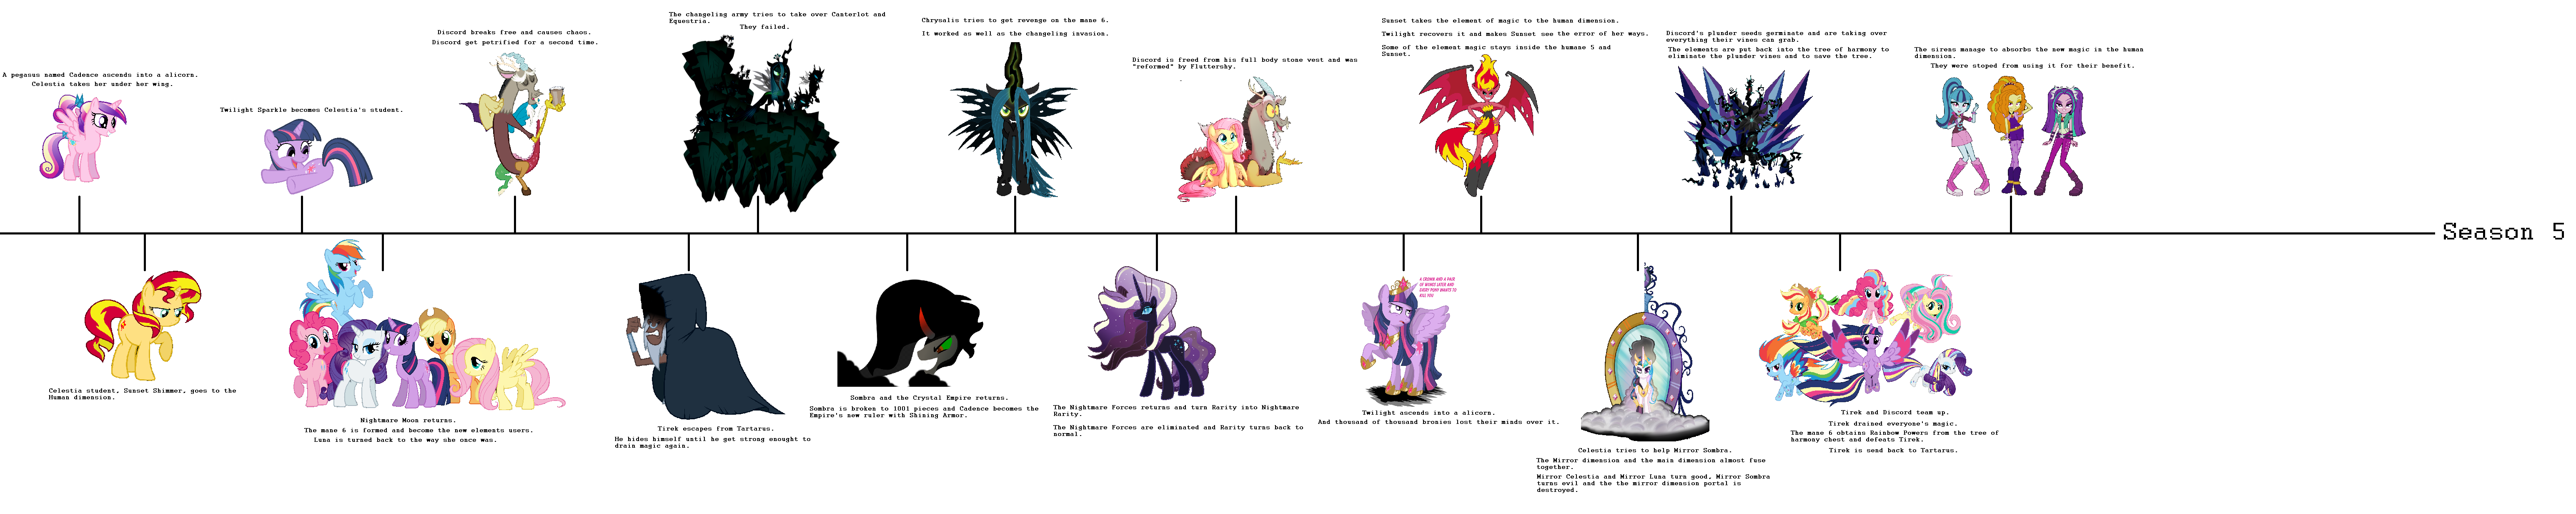 A pegasus named Cadence ascends into a alicorn.
Celestia takes her under her wing.
Celestia student, Sunset Shimmer, goes to the
Human dimension.
Twilight Sparkle becomes Celestia's student.
Nightmare Moon returns.
The mane 6 is formed and become the new elements users.
Luna is turned back to the way she once was.
Discord breaks free and causes chaos.
Discord get petrified for a second time.
Tirek escapes from Tartarus.
He hides himself until he get strong enought to
drain magic again.
The changeling army tries to take over Canterlot and
Equestria.
They failed.
Sombra and the Crystal Empire returns.
Sombra is broken to 1001 pieces and Cadence becomes the
Empire's new ruler with Shining Armor.
Chrysalis tries to get revenge on the mane 6.
It worked as well as the changeling invasion.
The Nightmare Forces returns and turn Rarity into Nightmare
Rarity.
The Nightmare Forces are eliminated and Rarity turns back to
normal.
Discord is freed from his full body stone vest and was
"reformed" by Fluttershy.
A CROWN AND A PAIR
OF WINGS LATER AND
EVERY PONY WANTS TO
KILL YOU
Twilight ascends into a alicorn.
And thousand of thousand bronies lost their minds over it.
Sunset takes the element of magic to the human dimension.
Twilight recovers it and makes Sunset see the error of her ways.
Some of the element magic stays inside the humane 5 and
Sunset.
Celestia tries to help Mirror Sombra.
The Mirror dimension and the main dimension almost fuse
together.
Mirror Celestia and Mirror Luna turn good, Mirror Sombra
turns evil and the the mirror dimension portal is
destroyed.
Discord's plunder seeds germinate and are taking over
everything their vines can grab.
The elements are put back into the tree of harmony to
eliminate the plunder vines and to save the tree.
Tirek and Discord team up.
Tirek drained everyone's magic.
The mane 6 obtains Rainbow Powers from the tree of
harmony chest and defeats Tirek.
Tirek is send back to Tartarus.
The sirens manage to absorbs the new magic in the human
dimension.
They were stoped from using it for their benefit.
Season 5